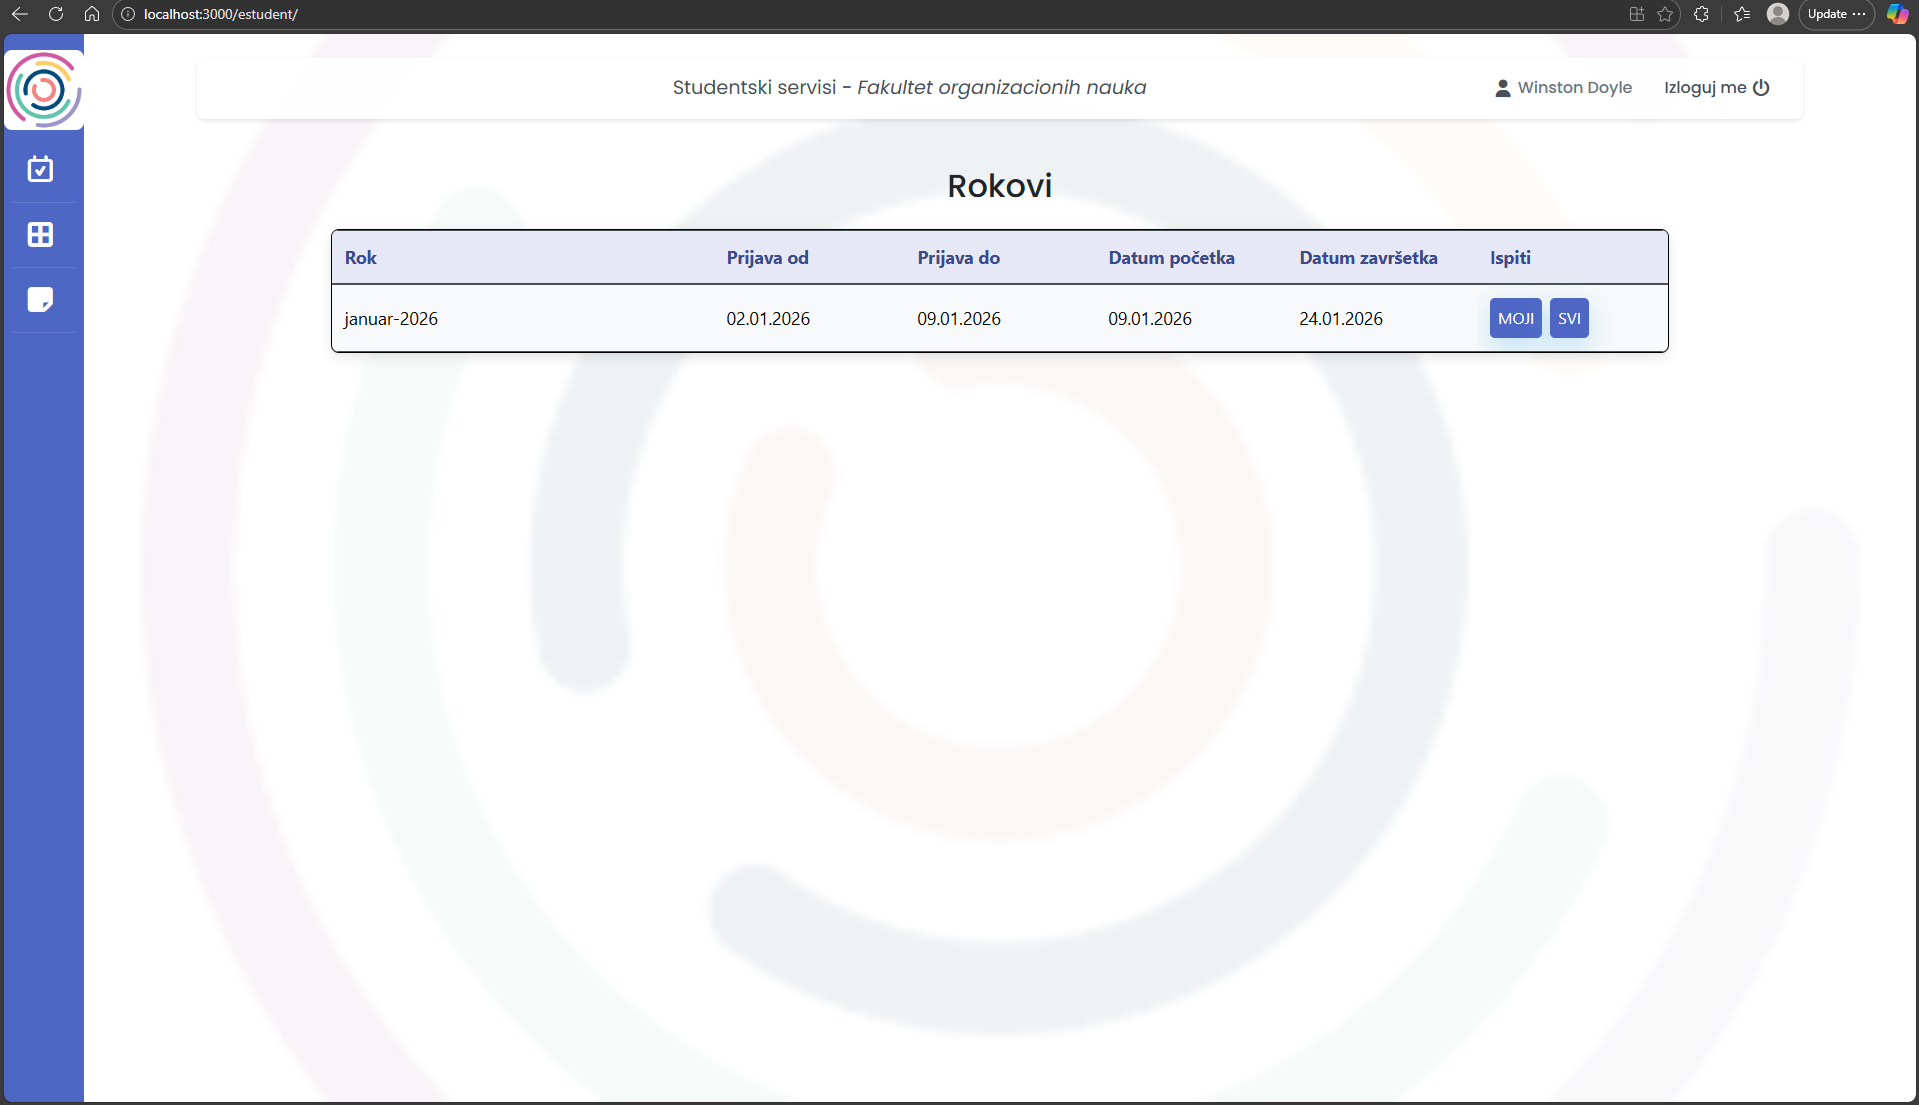 localhost:3000/estudent/
Update
Studentski servisi - Fakultet organizacionih nauka
Winston Doyle
Izloguj me
Rokovi
Rok Prijava od Prijava do Datum početka Datum završetka Ispiti
januar-2026 02.01.2026 09.01.2026 09.01.2026 24.01.2026 MOJI SVI